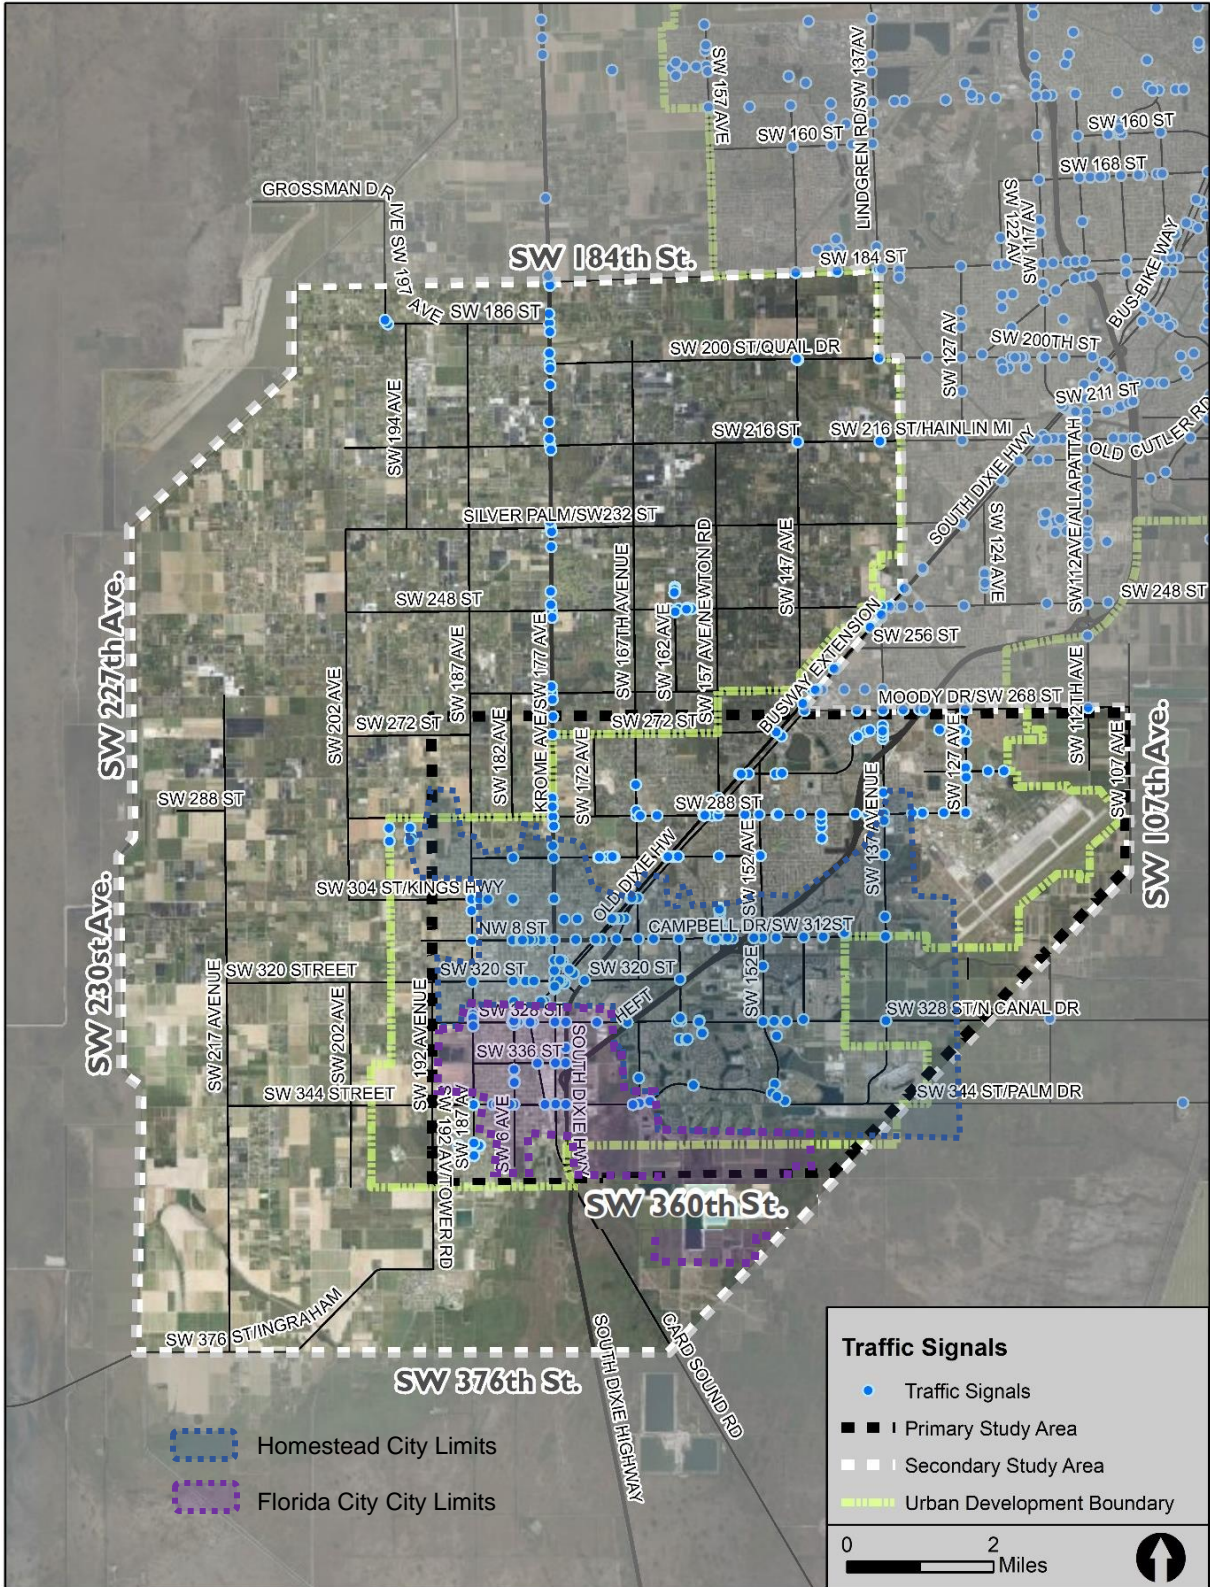 SW 157 AVE
LINDGREN RD/SW 137AV
SW 160 ST
SW 160 ST
SW 168 ST
GROSSMAN DRIVE SW 197 AVE
SW 122 AV
SW 117 AV
BUS-BIKE WAY
SW 184th St.
SW 184 ST
SW 186 ST
SW 200 ST/QUAIL DR
SW 127 AV
SW 200TH ST
SW 194 AVE
SW 211 ST
SW 216 ST
SW 216 ST/HAINLIN MI
OLD CUTLER RD
SOUTH DIXIE HWY
SILVER PALM/SW232 ST
SW 124 AVE
SW112AVE/ALLAPATTAH
SW 147 AVE
SW 157 AVE/NEWTON RD
SW 167TH AVENUE
SW 162 AVE
SW 248 ST
SW 248 ST
SW 256 ST
BUSWAY EXTENSION
SW 227th Ave.
SW 187 AVE
KROME AVE/SW 177 AVE
SW 202 AVE
MOODY DR/SW 268 ST
SW 112TH AVE
SW 272 ST
SW 272 ST
SW 182 AVE
SW 172 AVE
SW 127 AVE
SW 107 AVE
SW 107th Ave.
SW 288 ST
SW 288 ST
SW 137 AVENUE
OLD DIXIE HW
SW 152 AVE
SW 304 ST/KINGS HWY
NW 8 ST
CAMPBELL DR/SW 312ST
SW 230st Ave.
SW 217 AVENUE
SW 320 STREET
SW 320 ST
SW 320 ST
SW 152E
SW 202 AVE
SW 192 AVENUE
HEFT
SW 328 ST
SW 328 ST/N CANAL DR
SOUTH DIXIE HW
SW 336 ST
SW 344 STREET
SW 344 ST/PALM DR
SW 187 AV
SW 6 AVE
SW 192 AV/TOWER RD
SW 360th St.
SW 376 ST/INGRAHAM
SW 376th St.
SOUTH DIXIE HIGHWAY
CARD SOUND RD
Homestead City Limits
Florida City City Limits
Traffic Signals
Traffic Signals
Primary Study Area
Secondary Study Area
Urban Development Boundary
0 2
Miles